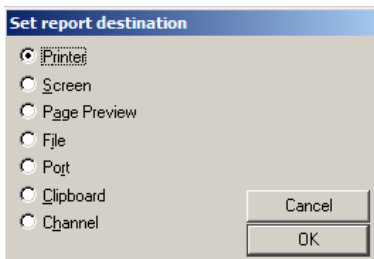 Set report destination
Printer
Screen
Page Preview
File
Port
Clipboard
Channel
Cancel
OK